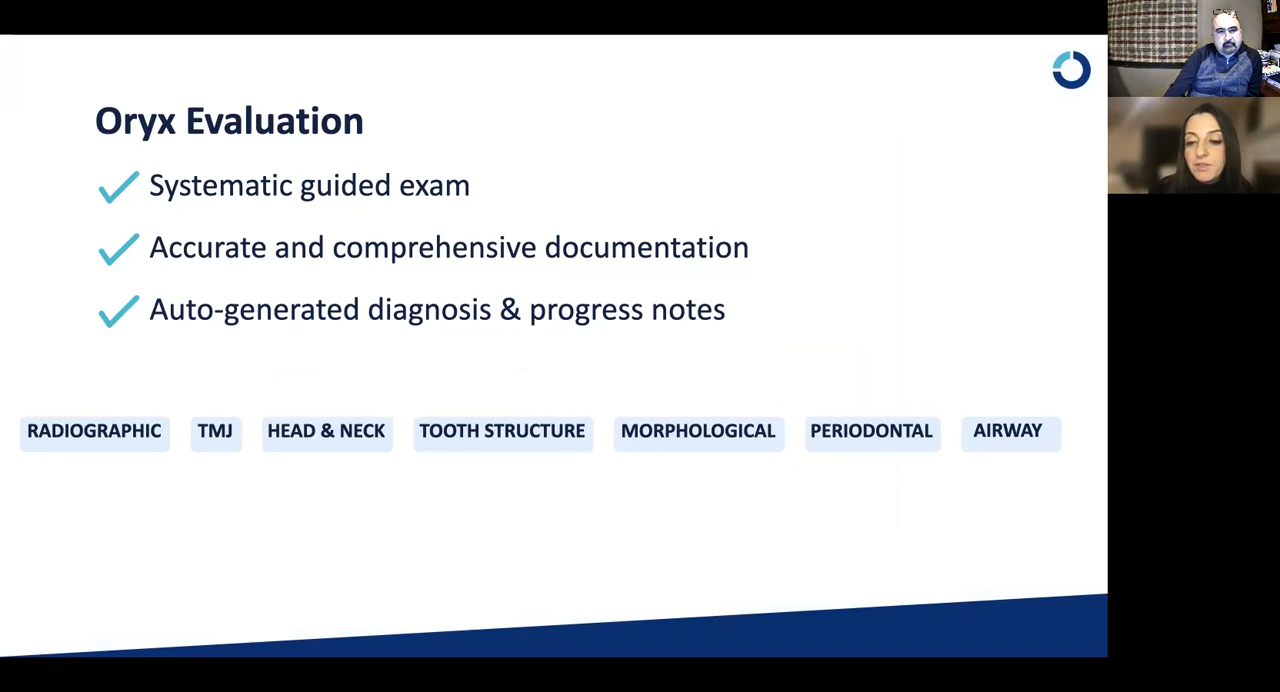 Oryx Evaluation
Systematic guided exam
Accurate and comprehensive documentation
Auto-generated diagnosis & progress notes
RADIOGRAPHIC TMJ HEAD & NECK TOOTH STRUCTURE MORPHOLOGICAL PERIODONTAL AIRWAY